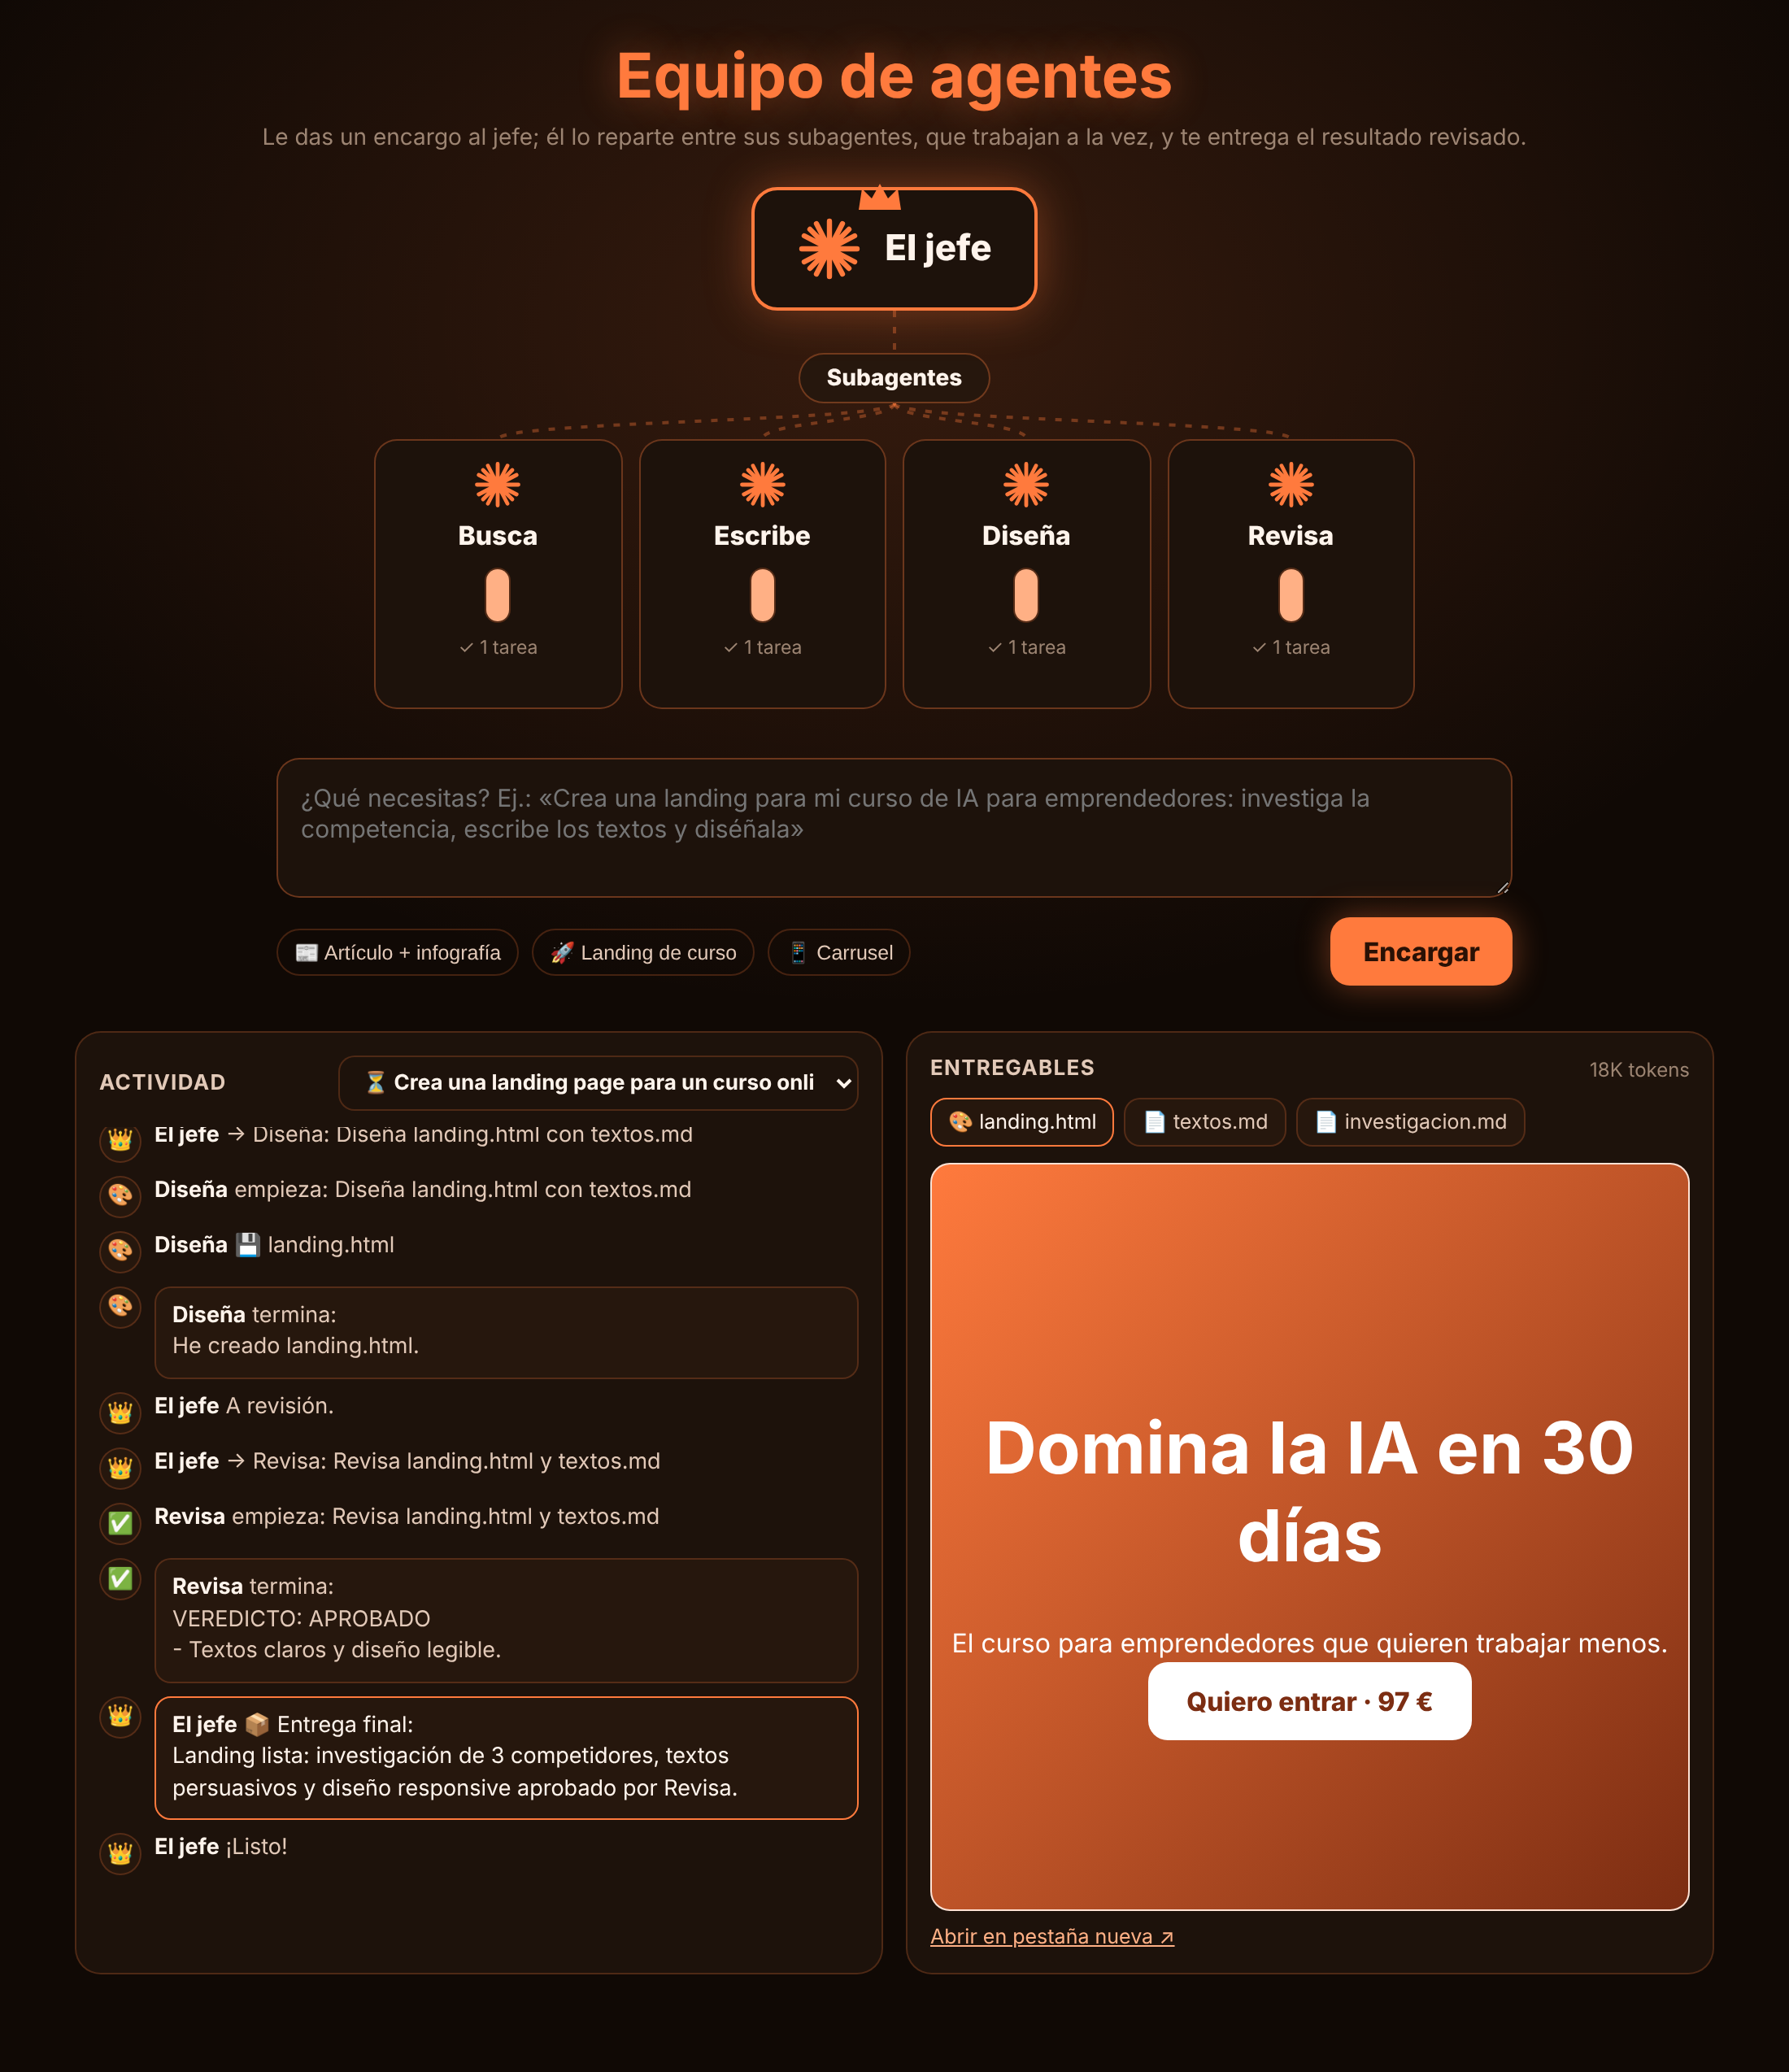 Equipo de agentes
Le das un encargo al jefe; él lo reparte entre sus subagentes, que trabajan a la vez, y te entrega el resultado revisado.
El jefe
Subagentes
Busca
✓ 1 tarea
Escribe
✓ 1 tarea
Diseña
✓ 1 tarea
Revisa
✓ 1 tarea
¿Qué necesitas? Ej.: «Crea una landing para mi curso de IA para emprendedores: investiga la
competencia, escribe los textos y diséñala»
📰 Artículo + infografía
🚀 Landing de curso
📱 Carrusel
Encargar
ACTIVIDAD
⏳ Crea una landing page para un curso onli
👑 El jefe → Diseña: Diseña landing.html con textos.md
🎨 Diseña empieza: Diseña landing.html con textos.md
🎨 Diseña 💾 landing.html
🎨 Diseña termina:
He creado landing.html.
👑 El jefe A revisión.
👑 El jefe → Revisa: Revisa landing.html y textos.md
✅ Revisa empieza: Revisa landing.html y textos.md
✅ Revisa termina:
VEREDICTO: APROBADO
- Textos claros y diseño legible.
👑 El jefe 📦 Entrega final:
Landing lista: investigación de 3 competidores, textos
persuasivos y diseño responsive aprobado por Revisa.
👑 El jefe ¡Listo!
ENTREGABLES
18K tokens
🎨 landing.html
📄 textos.md
📄 investigacion.md
Domina la IA en 30
días
El curso para emprendedores que quieren trabajar menos.
Quiero entrar · 97 €
Abrir en pestaña nueva ↗